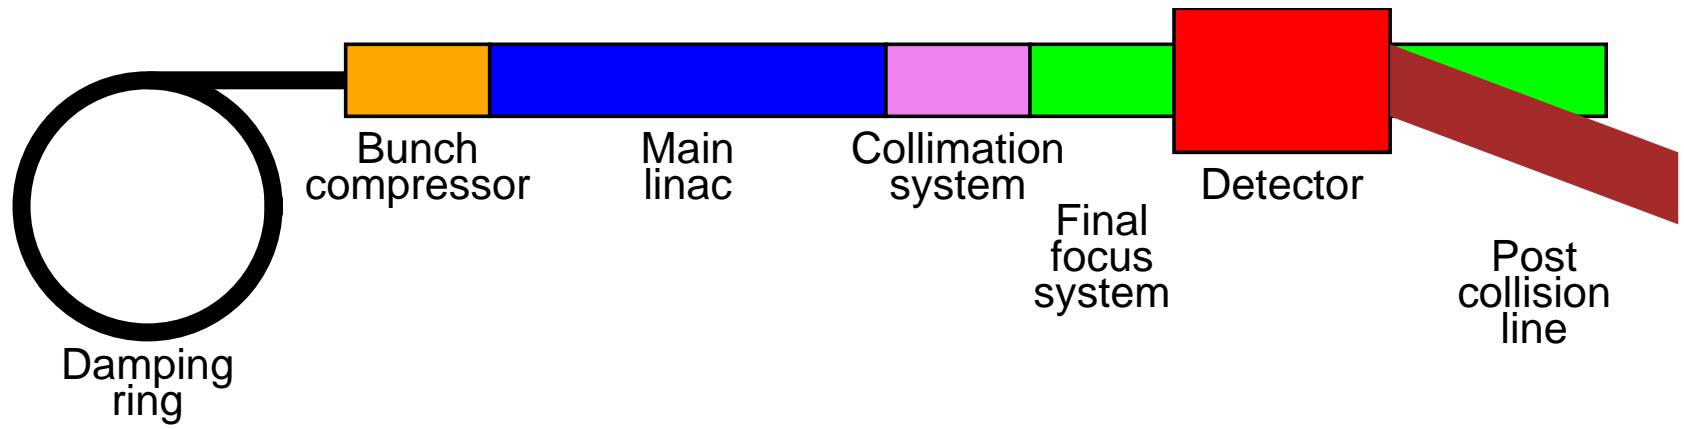 Bunch
compressor
Main
linac
Collimation
system
Detector
Final
focus
system
Post
collision
line
Damping
ring